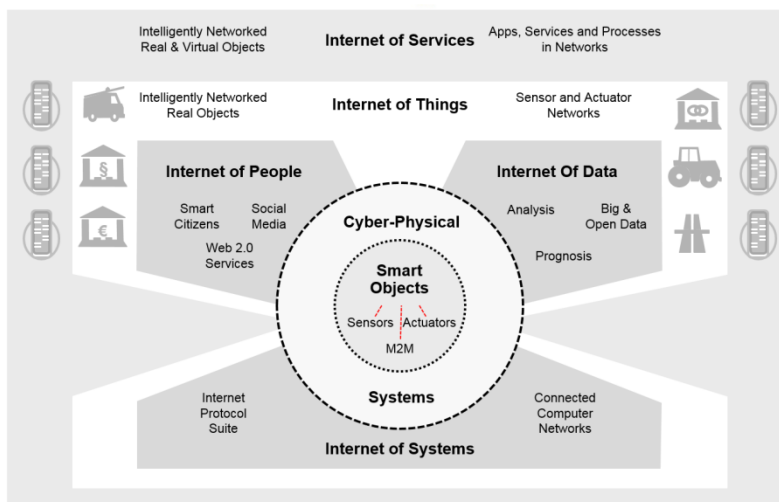 Intelligently Networked
Real & Virtual Objects
Internet of Services
Apps, Services and Processes
in Networks
Intelligently Networked
Real Objects
Internet of Things
Sensor and Actuator
Networks
Internet of People
Smart
Citizens
Social
Media
Web 2.0
Services
Internet Of Data
Analysis
Big &
Open Data
Prognosis
§
€
Cyber-Physical
Smart
Objects
Sensors
Actuators
M2M
Systems
Internet
Protocol
Suite
Connected
Computer
Networks
Internet of Systems